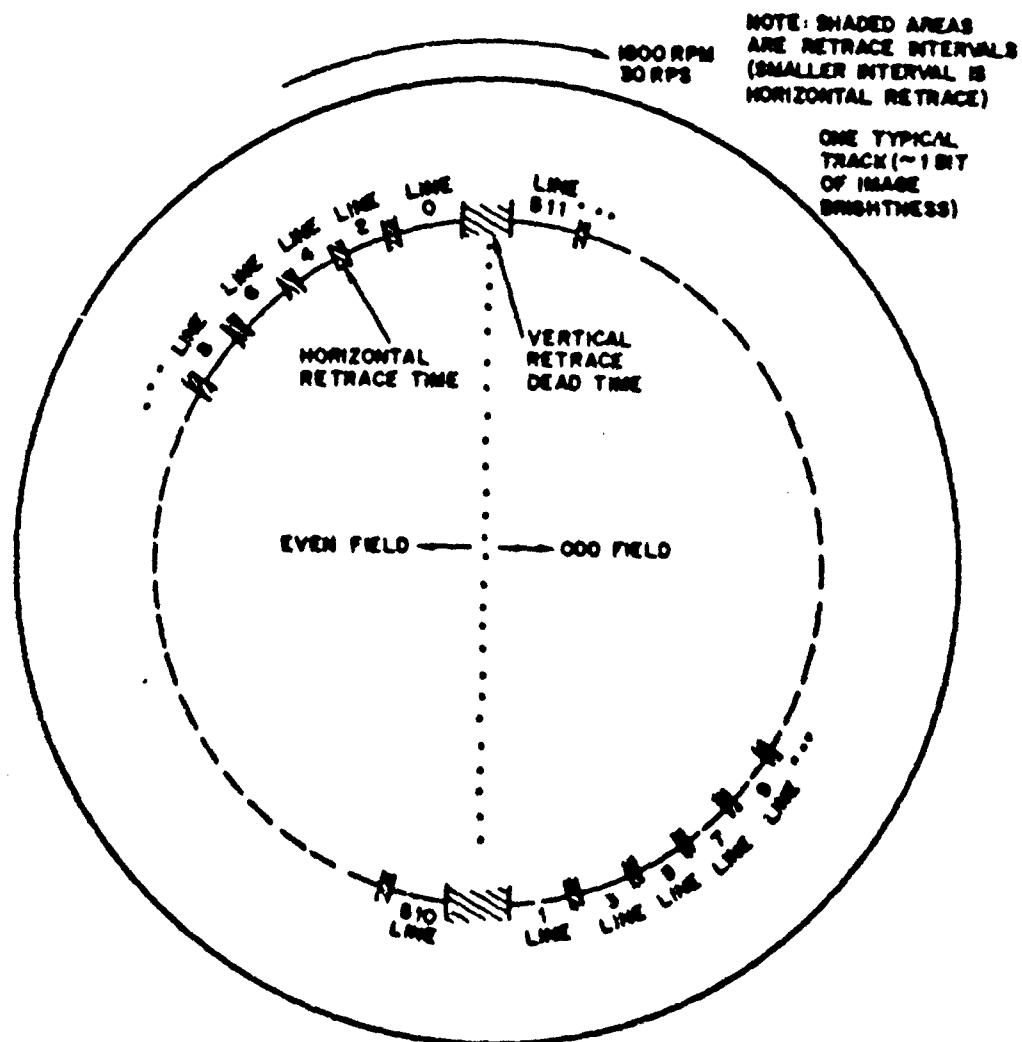 NOTE: SHADED AREAS
ARE RETRACE INTERVALS
(SMALLER INTERVAL IS
HORIZONTAL RETRACE)
1800 RPM
30 RPS
ONE TYPICAL
TRACK (~ 1 BIT
OF IMAGE
BRIGHTNESS)
LINE
0
LINE
2
LINE
4
LINE
6
LINE
8
...
LINE
511
...
HORIZONTAL
RETRACE TIME
VERTICAL
RETRACE
DEAD TIME
EVEN FIELD
ODD FIELD
510
LINE
1
LINE
3
LINE
5
LINE
7
LINE
9
LINE
...